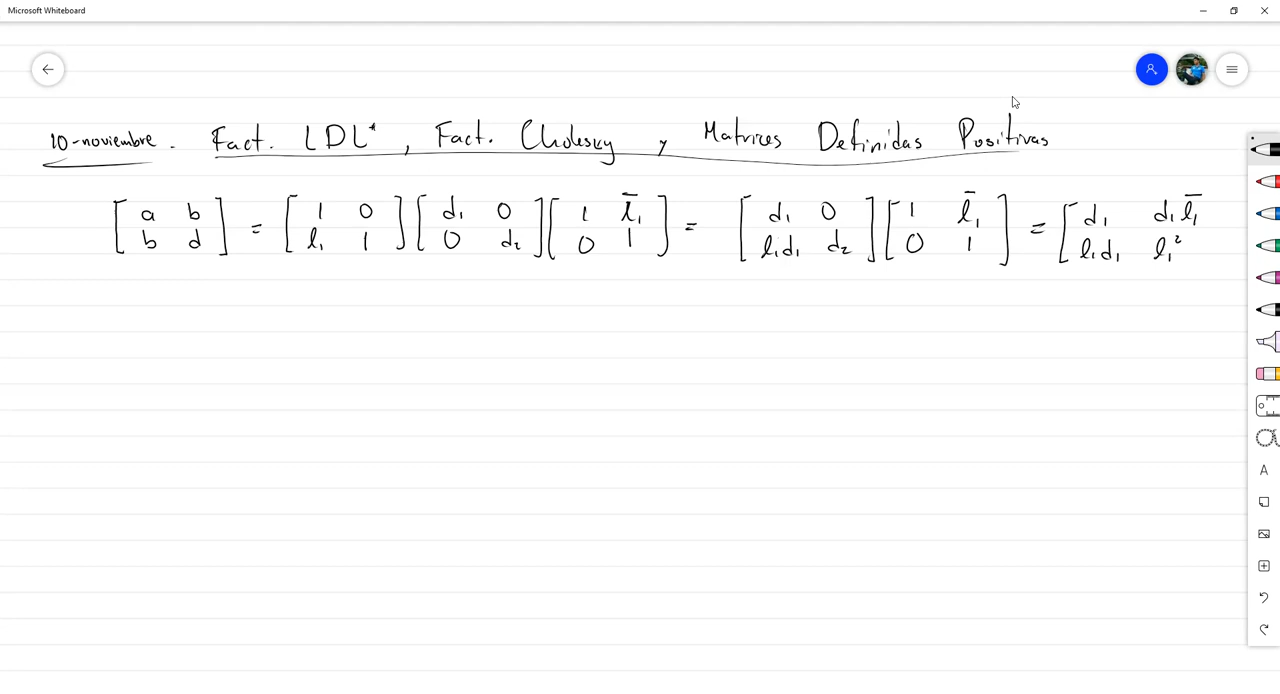 Microsoft Whiteboard
10-noviembre. Fact. LDL*, Fact. Cholesky y Matrices Definidas Positivas
[a b; b d] = [1 0; l₁ 1][d₁ 0; 0 d₂][1 l̄₁; 0 1] = [d₁ 0; l₁d₁ d₂][1 l̄₁; 0 1] = [d₁ d₁l̄₁; l₁d₁ l₁²
A